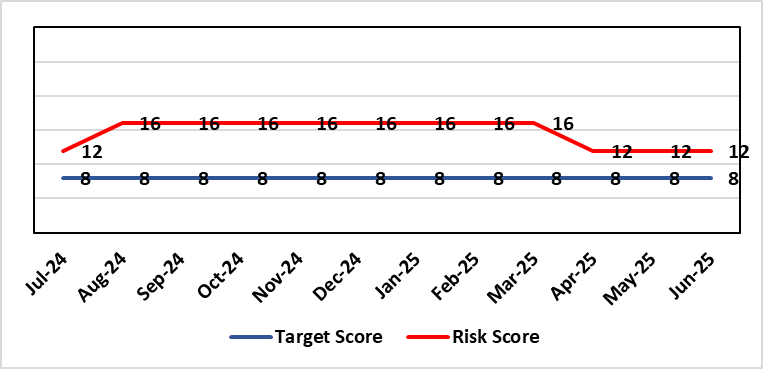 16 16 16 16 16 16 16 16
12 12 12 12
8 8 8 8 8 8 8 8 8 8 8 8
Jul-24 Aug-24 Sep-24 Oct-24 Nov-24 Dec-24 Jan-25 Feb-25 Mar-25 Apr-25 May-25 Jun-25
Target Score Risk Score